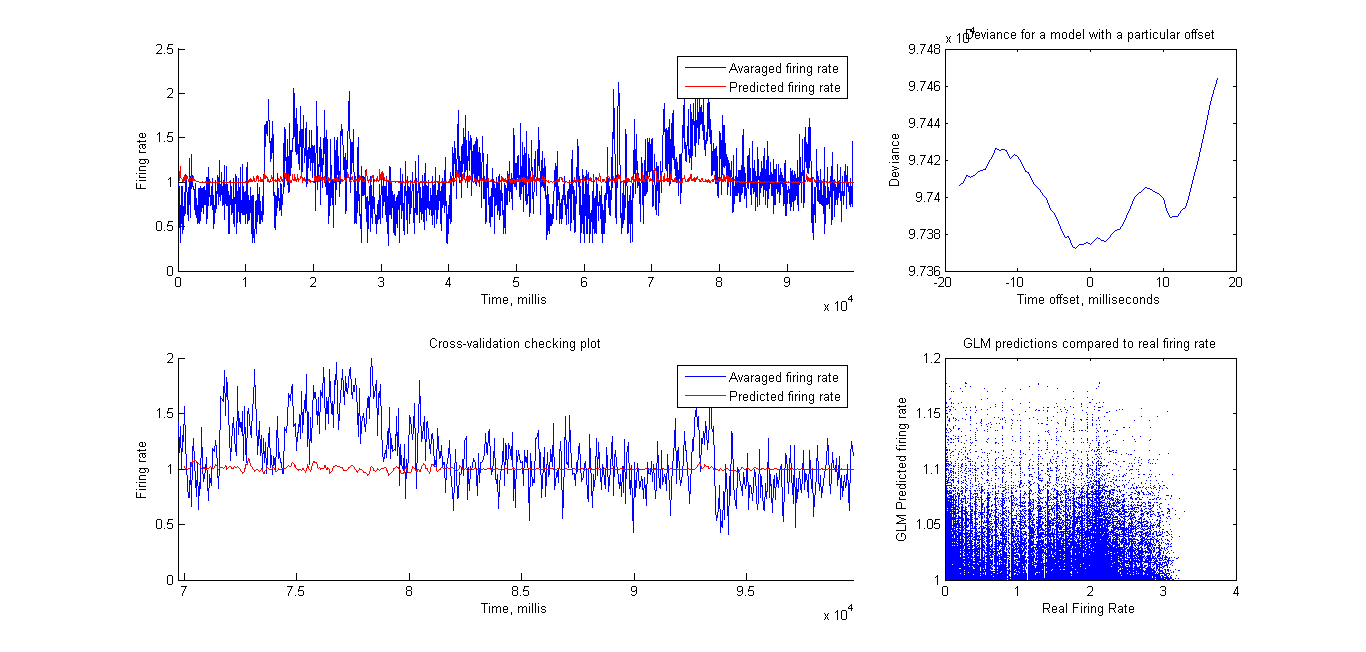 2.5
2
1.5
1
0.5
0
Firing rate
Avaraged firing rate
Predicted firing rate
0 1 2 3 4 5 6 7 8 9
Time, millis
x 10^4
Deviance for a model with a particular offset
x 10^4
9.748
9.746
9.744
9.742
9.74
9.738
9.736
Deviance
-20 -10 0 10 20
Time offset, milliseconds
Cross-validation checking plot
2
1.5
1
0.5
0
Firing rate
Avaraged firing rate
Predicted firing rate
7 7.5 8 8.5 9 9.5
Time, millis
x 10^4
GLM predictions compared to real firing rate
1.2
1.15
1.1
1.05
1
GLM Predicted firing rate
0 1 2 3 4
Real Firing Rate